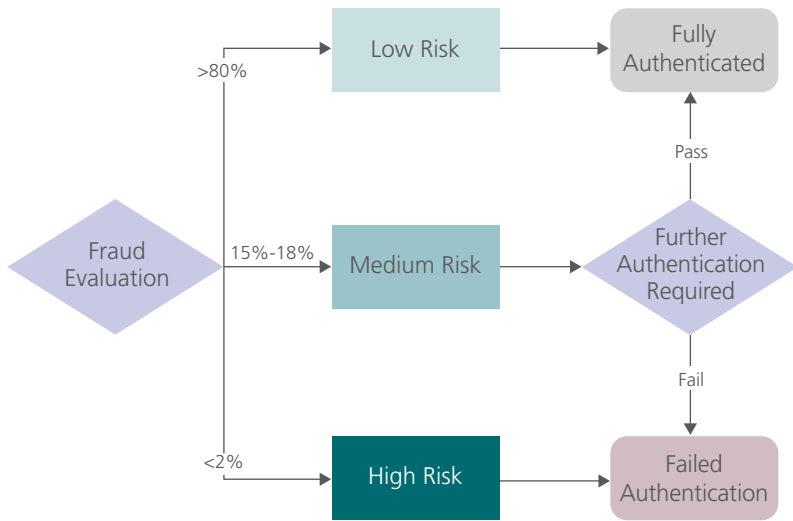 Low Risk
Fully
Authenticated
>80%
Pass
Fraud
Evaluation
15%-18%
Medium Risk
Further
Authentication
Required
Fail
<2%
High Risk
Failed
Authentication